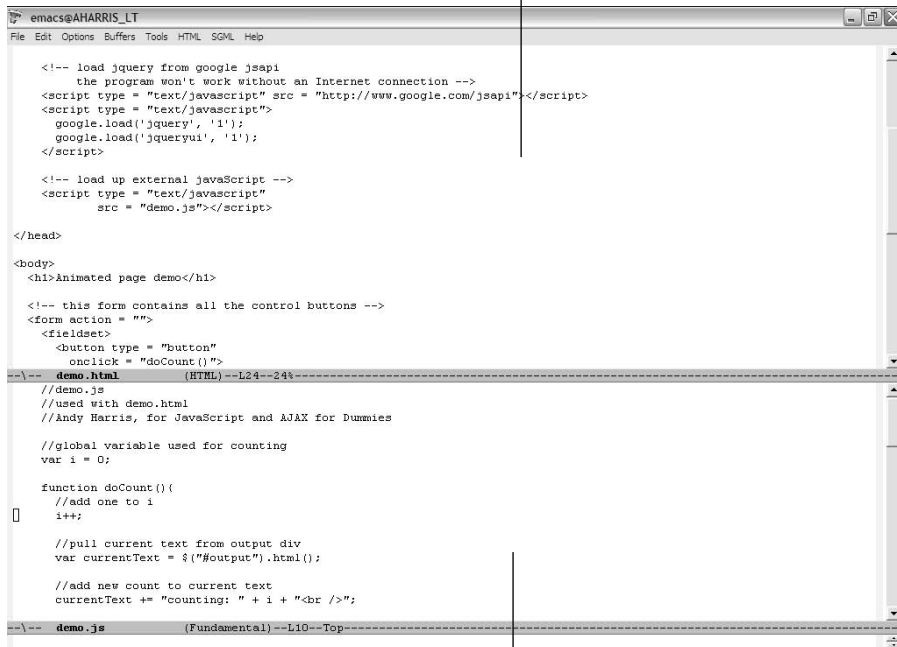 emacs@AHARRIS_LT
File Edit Options Buffers Tools HTML SGML Help
<!-- load jquery from google jsapi
the program won't work without an Internet connection -->
<script type = "text/javascript" src = "http://www.google.com/jsapi"></script>
<script type = "text/javascript">
google.load('jquery', '1');
google.load('jqueryui', '1');
</script>
<!-- load up external javaScript -->
<script type = "text/javascript"
src = "demo.js"></script>
</head>
<body>
<h1>Animated page demo</h1>
<!-- this form contains all the control buttons -->
<form action = "">
<fieldset>
<button type = "button"
onclick = "doCount()">
--\-- demo.html (HTML)--L24--24%--------------------
//demo.js
//used with demo.html
//Andy Harris, for JavaScript and AJAX for Dummies
//global variable used for counting
var i = 0;
function doCount(){
//add one to i
i++;
//pull current text from output div
var currentText = $("#output").html();
//add new count to current text
currentText += "counting: " + i + "<br />";
--\-- demo.js (Fundamental)--L10--Top--------------------